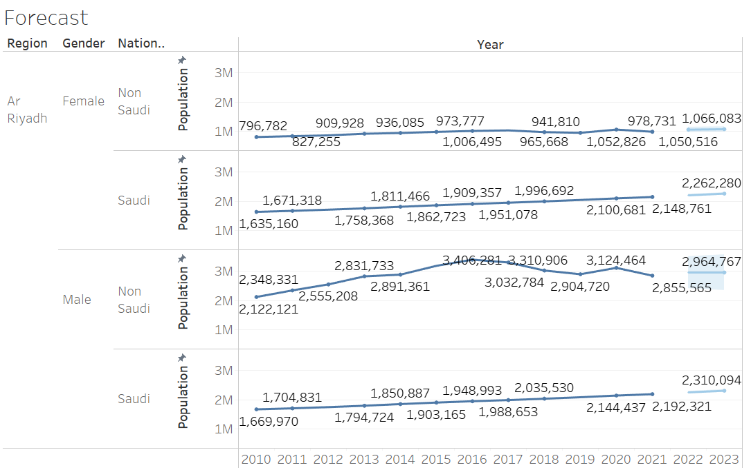 Forecast
Region Gender Nation.. Year
Ar Riyadh Female Non Saudi Population 3M 2M 1M
796,782 909,928 936,085 973,777 941,810 978,731 1,066,083
827,255 1,006,495 965,668 1,052,826 1,050,516
Saudi Population 3M 2M 1M
1,671,318 1,811,466 1,909,357 1,996,692 2,262,280
1,635,160 1,758,368 1,862,723 1,951,078 2,100,681 2,148,761
Male Non Saudi Population 3M 2M 1M
2,348,331 2,831,733 3,406,281 3,310,906 3,124,464 2,964,767
2,122,121 2,555,208 2,891,361 3,032,784 2,904,720 2,855,565
Saudi Population 3M 2M 1M
1,704,831 1,850,887 1,948,993 2,035,530 2,310,094
1,669,970 1,794,724 1,903,165 1,988,653 2,144,437 2,192,321
2010 2011 2012 2013 2014 2015 2016 2017 2018 2019 2020 2021 2022 2023